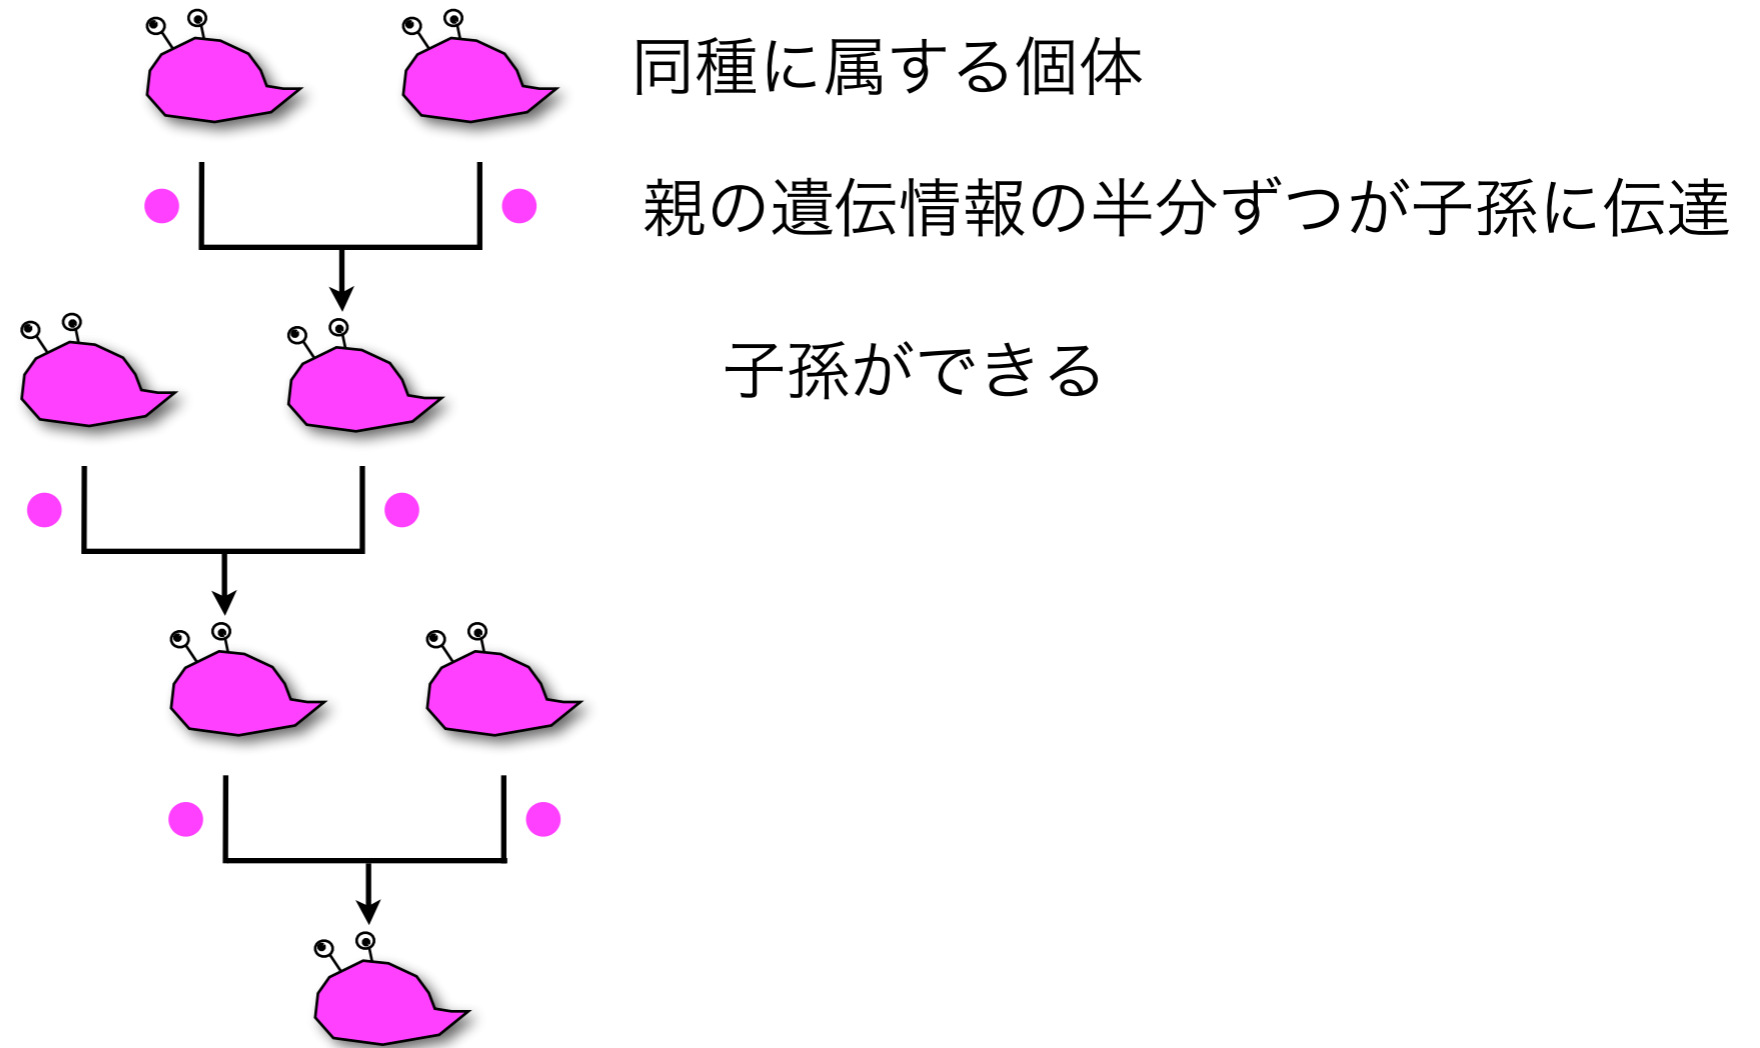 同種に属する個体
親の遺伝情報の半分ずつが子孫に伝達
子孫ができる